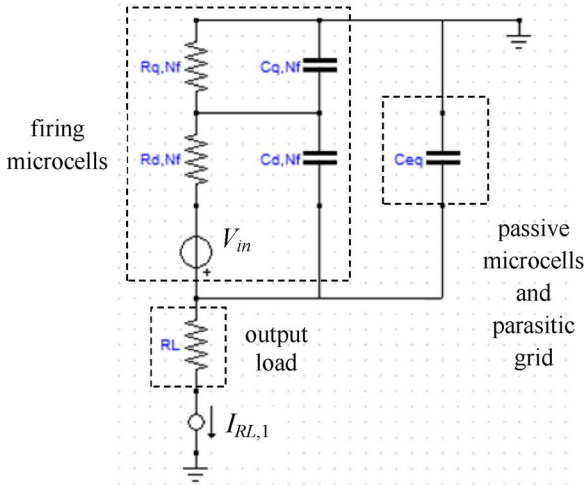 Rq,Nf
Cq,Nf
firing
microcells
Rd,Nf
Cd,Nf
Ceq
Vin
+
passive
microcells
and
parasitic
grid
RL
output
load
IRL,1